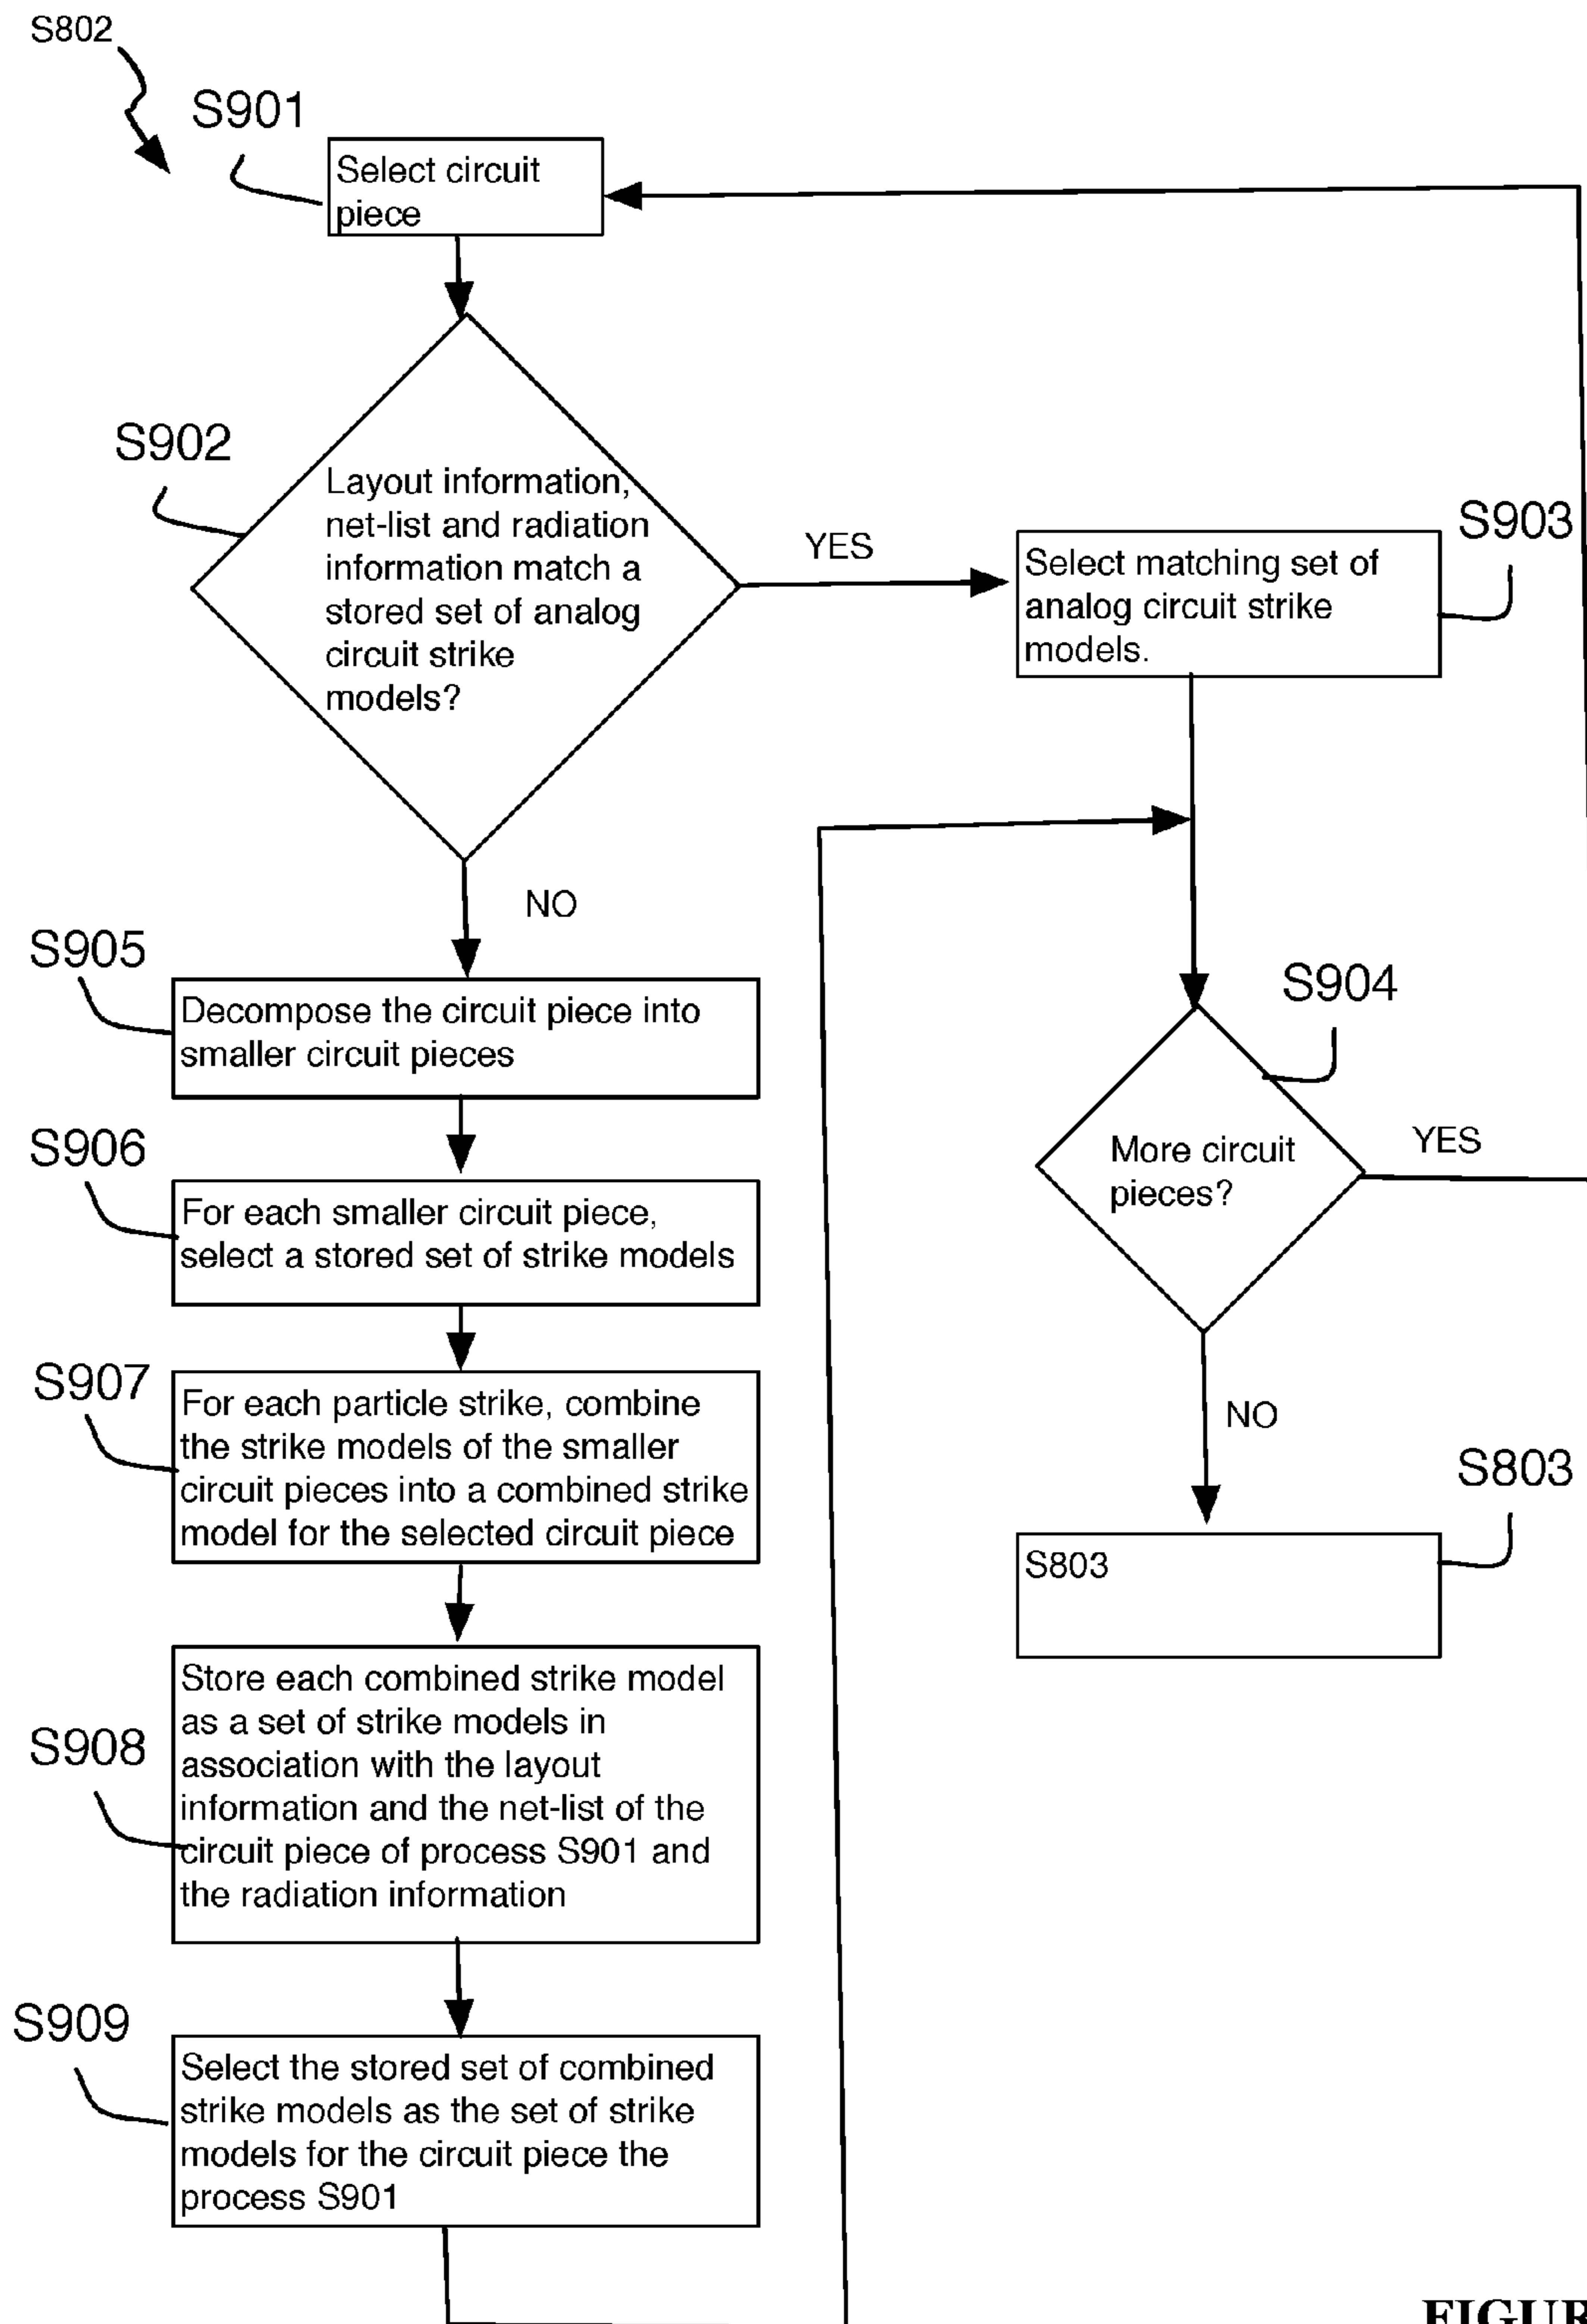 S802
S901
Select circuit
piece
S902
Layout information,
net-list and radiation
information match a
stored set of analog
circuit strike
models?
YES
S903
Select matching set of
analog circuit strike
models.
NO
S905
Decompose the circuit piece into
smaller circuit pieces
S904
More circuit
pieces?
YES
S906
For each smaller circuit piece,
select a stored set of strike models
S907
For each particle strike, combine
the strike models of the smaller
circuit pieces into a combined strike
model for the selected circuit piece
NO
S803
S803
S908
Store each combined strike model
as a set of strike models in
association with the layout
information and the net-list of the
circuit piece of process S901 and
the radiation information
S909
Select the stored set of combined
strike models as the set of strike
models for the circuit piece the
process S901